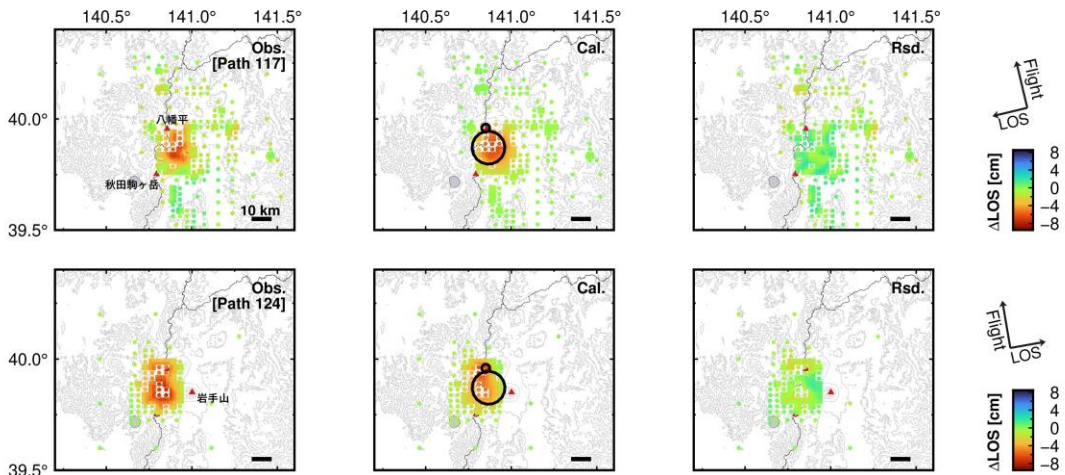 140.5° 141.0° 141.5° 140.5° 141.0° 141.5° 140.5° 141.0° 141.5°
Obs.
[Path 117]
Cal.
Rsd.
Flight
LOS
40.0°
八幡平
秋田駒ヶ岳
10 km
39.5°
ΔLOS [cm]
8
4
0
−4
−8
Obs.
[Path 124]
Cal.
Rsd.
Flight
LOS
40.0°
岩手山
39.5°
ΔLOS [cm]
8
4
0
−4
−8